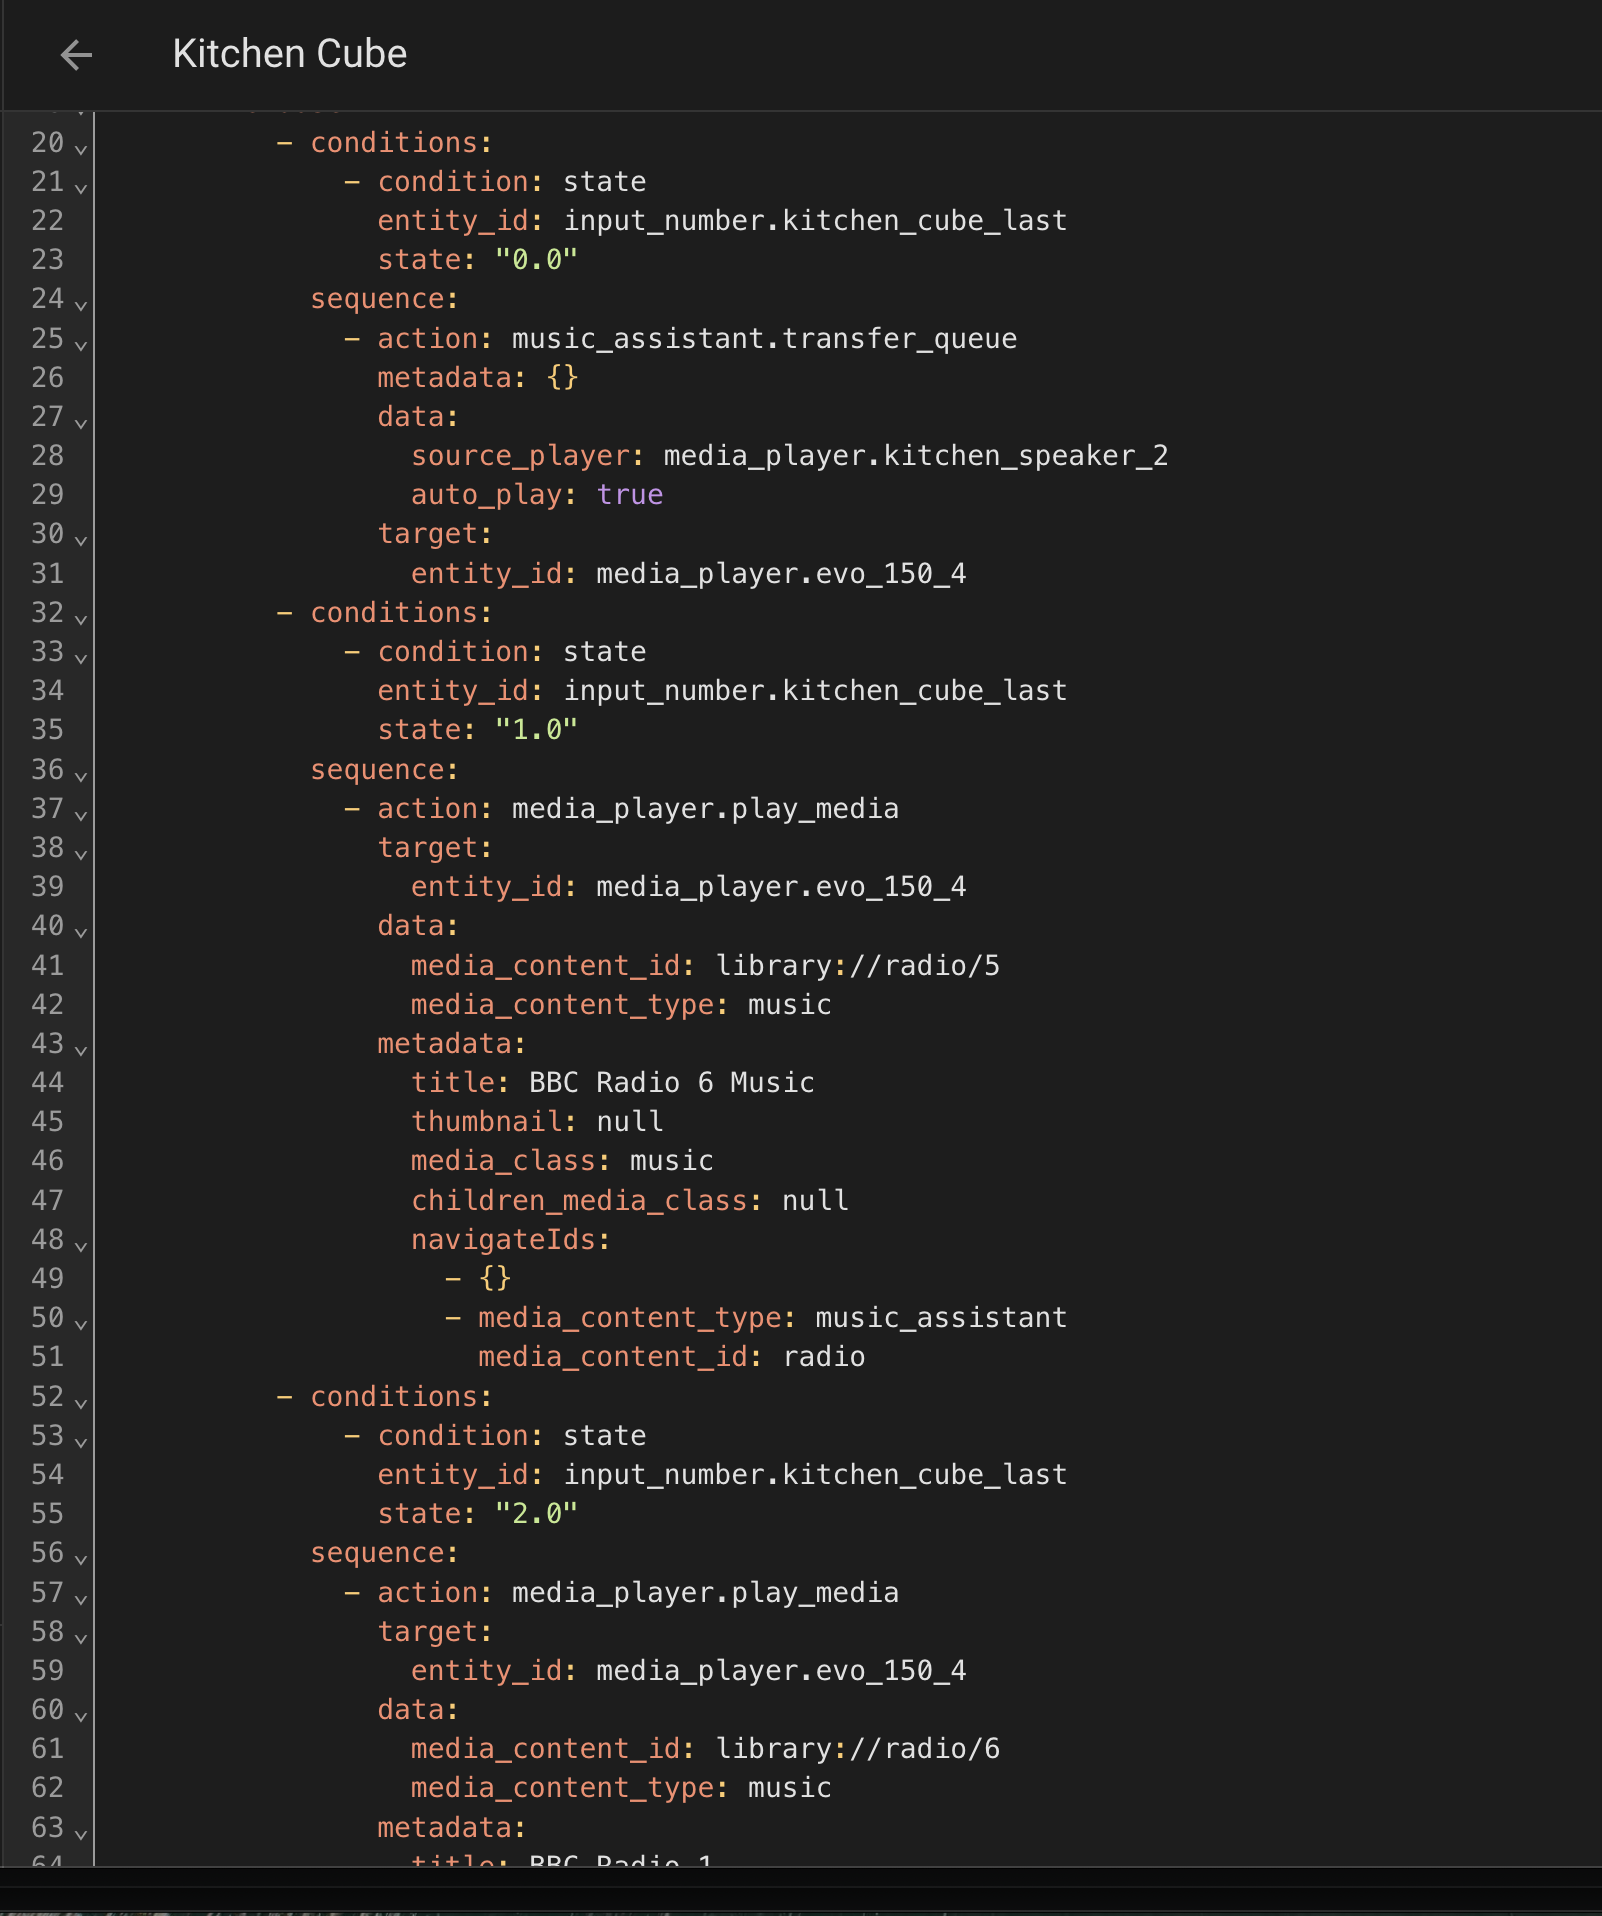 Kitchen Cube
20 - conditions:
21 - condition: state
22 entity_id: input_number.kitchen_cube_last
23 state: "0.0"
24 sequence:
25 - action: music_assistant.transfer_queue
26 metadata: {}
27 data:
28 source_player: media_player.kitchen_speaker_2
29 auto_play: true
30 target:
31 entity_id: media_player.evo_150_4
32 - conditions:
33 - condition: state
34 entity_id: input_number.kitchen_cube_last
35 state: "1.0"
36 sequence:
37 - action: media_player.play_media
38 target:
39 entity_id: media_player.evo_150_4
40 data:
41 media_content_id: library://radio/5
42 media_content_type: music
43 metadata:
44 title: BBC Radio 6 Music
45 thumbnail: null
46 media_class: music
47 children_media_class: null
48 navigateIds:
49 - {}
50 - media_content_type: music_assistant
51 media_content_id: radio
52 - conditions:
53 - condition: state
54 entity_id: input_number.kitchen_cube_last
55 state: "2.0"
56 sequence:
57 - action: media_player.play_media
58 target:
59 entity_id: media_player.evo_150_4
60 data:
61 media_content_id: library://radio/6
62 media_content_type: music
63 metadata:
64 title: BBC Radio 1